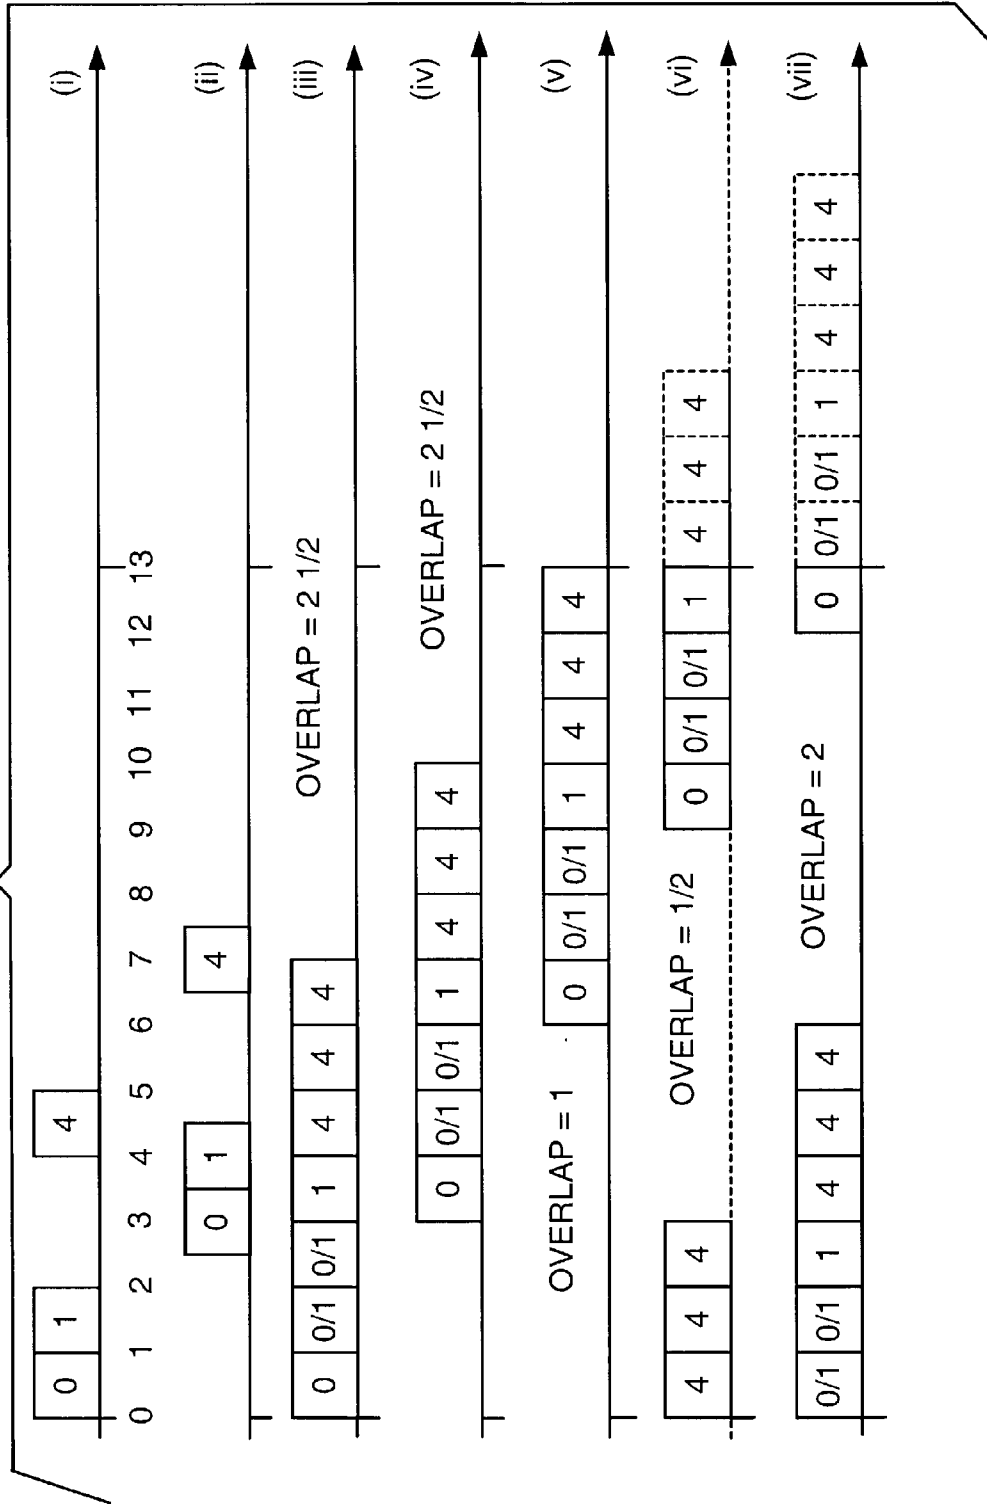 (i)
0 1 4
0 1 2 3 4 5 6 7 8 9 10 11 12 13
(ii)
0 1 4
(iii)
0 0/1 0/1 1 4 4 4
OVERLAP = 2 1/2
(iv)
0 0/1 0/1 1 4 4 4
OVERLAP = 2 1/2
(v)
OVERLAP = 1
0 0/1 0/1 1 4 4 4
(vi)
4 4 4
OVERLAP = 1/2
0 0/1 0/1 1 4 4 4
(vii)
0/1 0/1 1 4 4 4
OVERLAP = 2
0 0/1 0/1 1 4 4 4